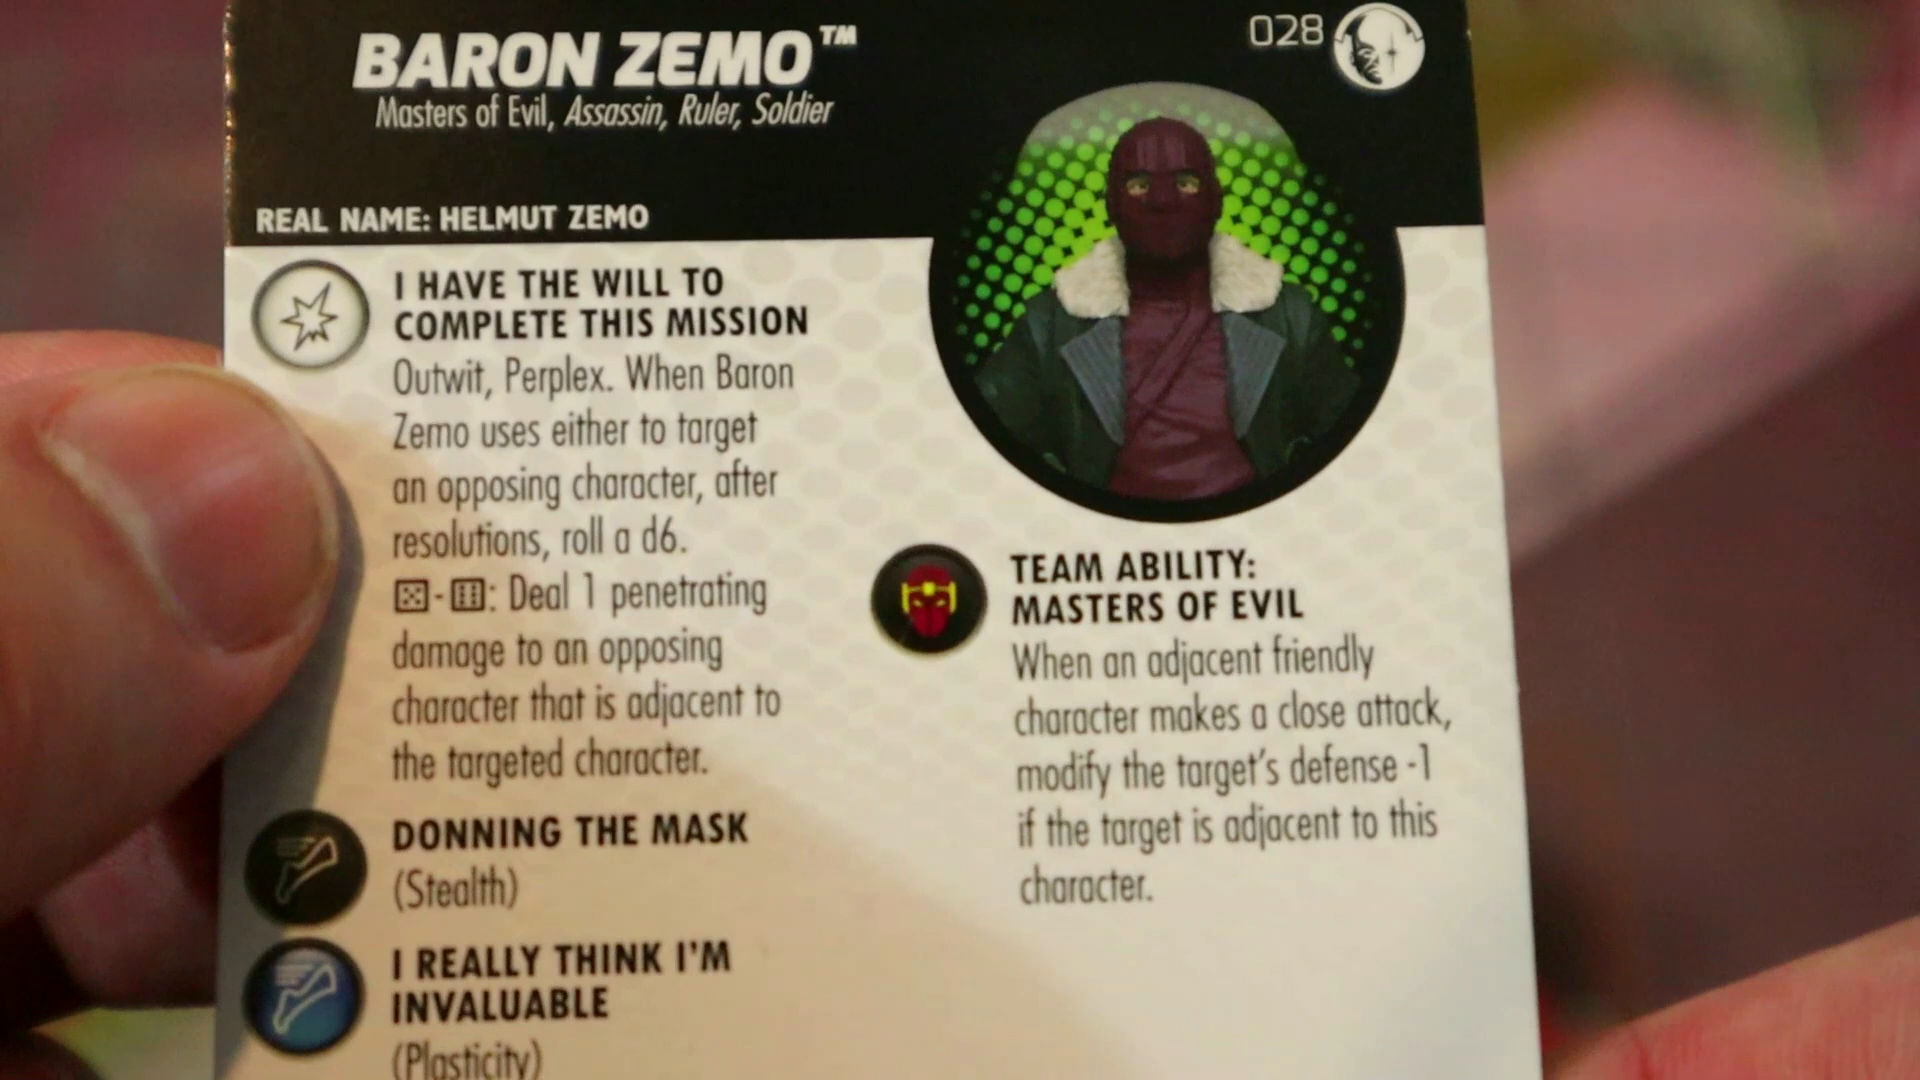 BARON ZEMO™
Masters of Evil, Assassin, Ruler, Soldier
028
REAL NAME: HELMUT ZEMO
I HAVE THE WILL TO
COMPLETE THIS MISSION
Outwit, Perplex. When Baron
Zemo uses either to target
an opposing character, after
resolutions, roll a d6.
⚄-⚅: Deal 1 penetrating
damage to an opposing
character that is adjacent to
the targeted character.
DONNING THE MASK
(Stealth)
I REALLY THINK I'M
INVALUABLE
(Plasticity)
TEAM ABILITY:
MASTERS OF EVIL
When an adjacent friendly
character makes a close attack,
modify the target's defense -1
if the target is adjacent to this
character.